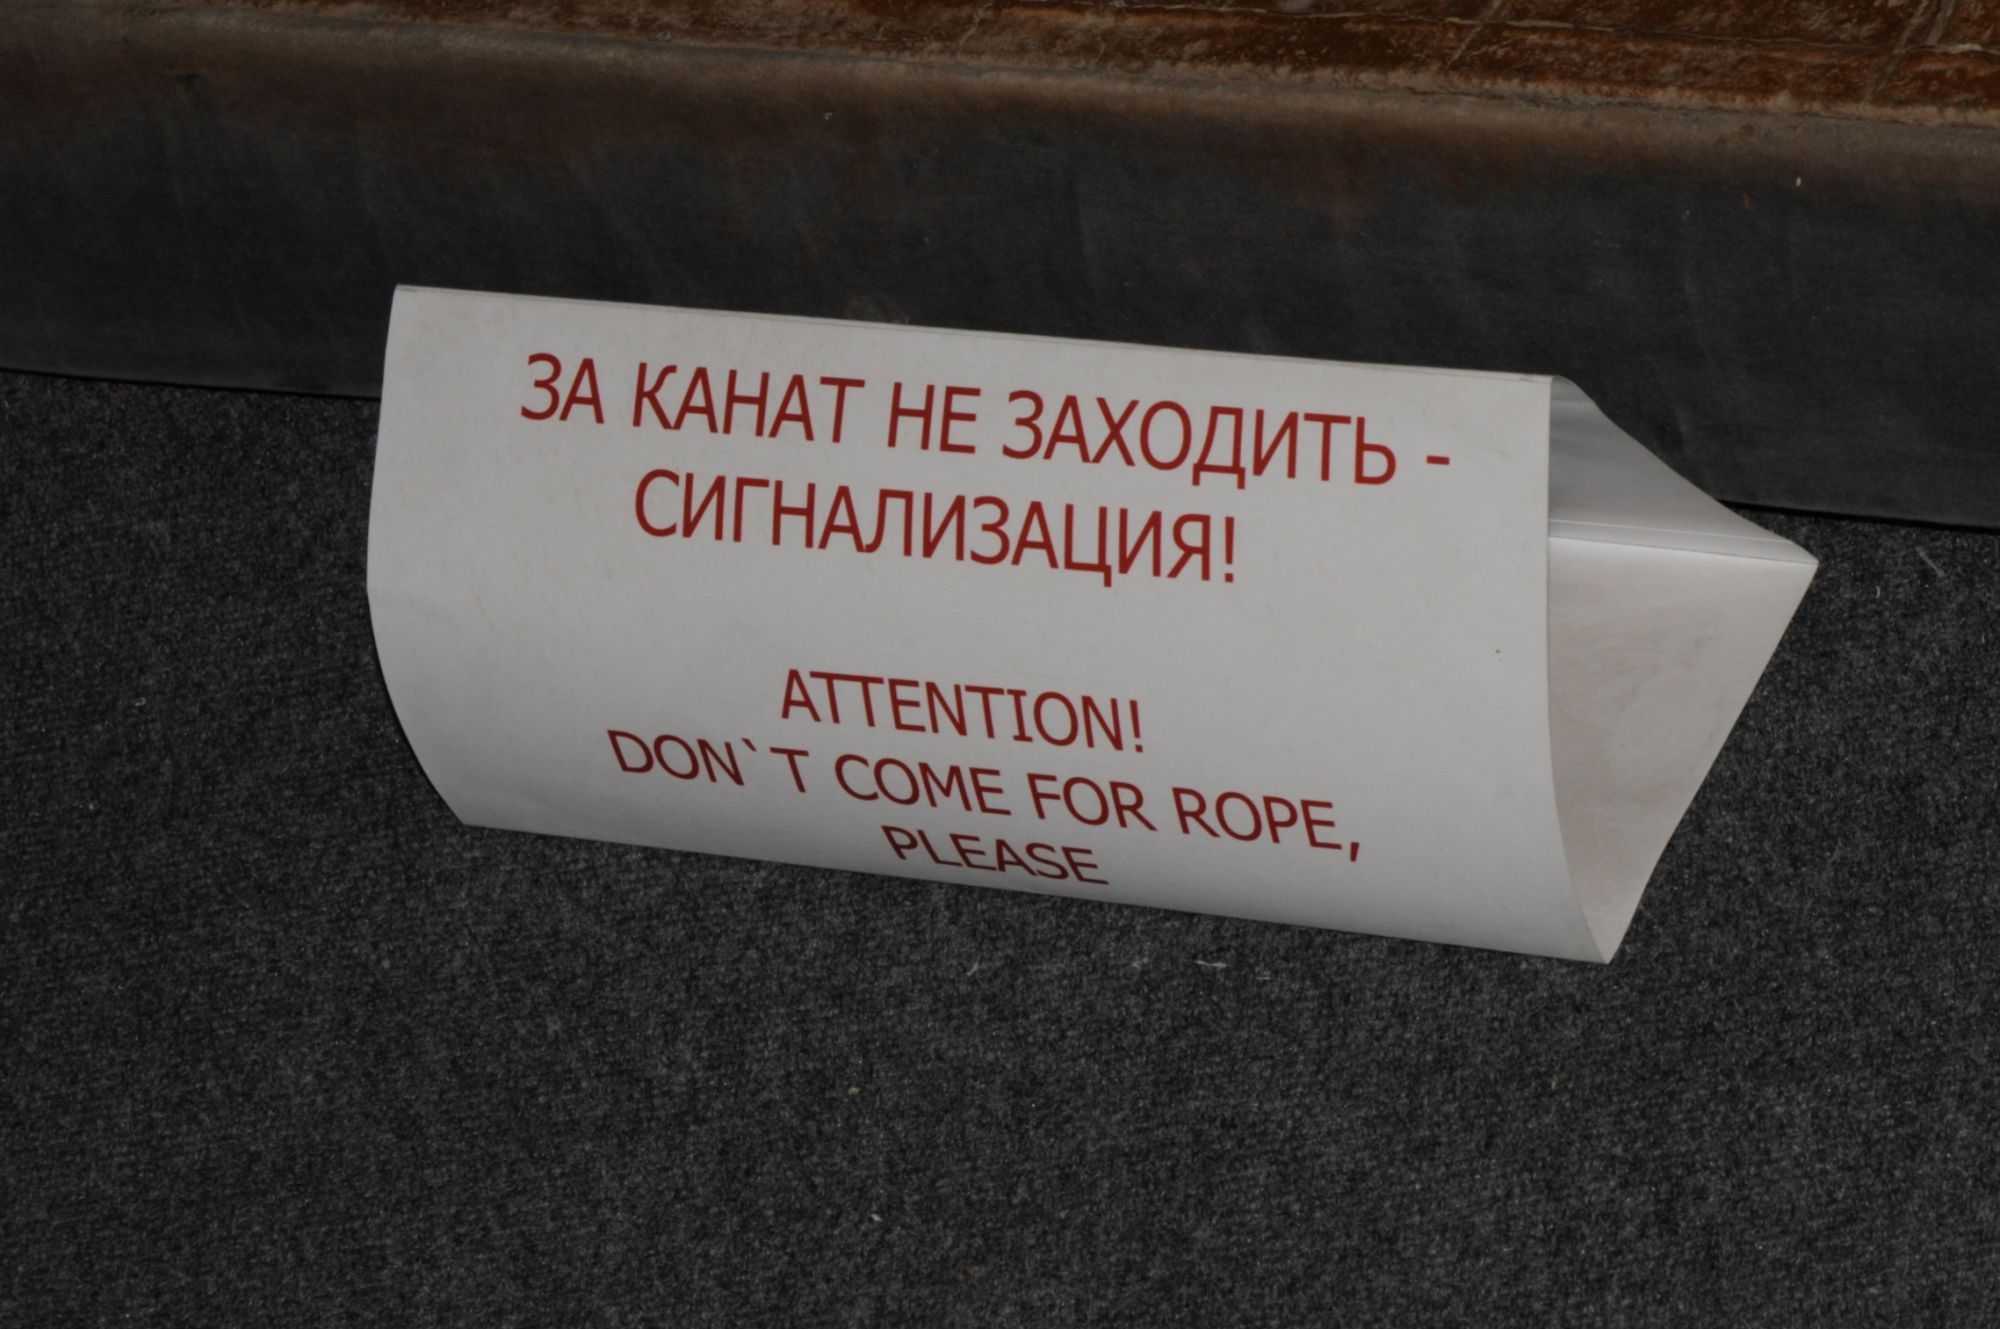 ЗА КАНАТ НЕ ЗАХОДИТЬ -
СИГНАЛИЗАЦИЯ!
ATTENTION!
DON`T COME FOR ROPE,
PLEASE